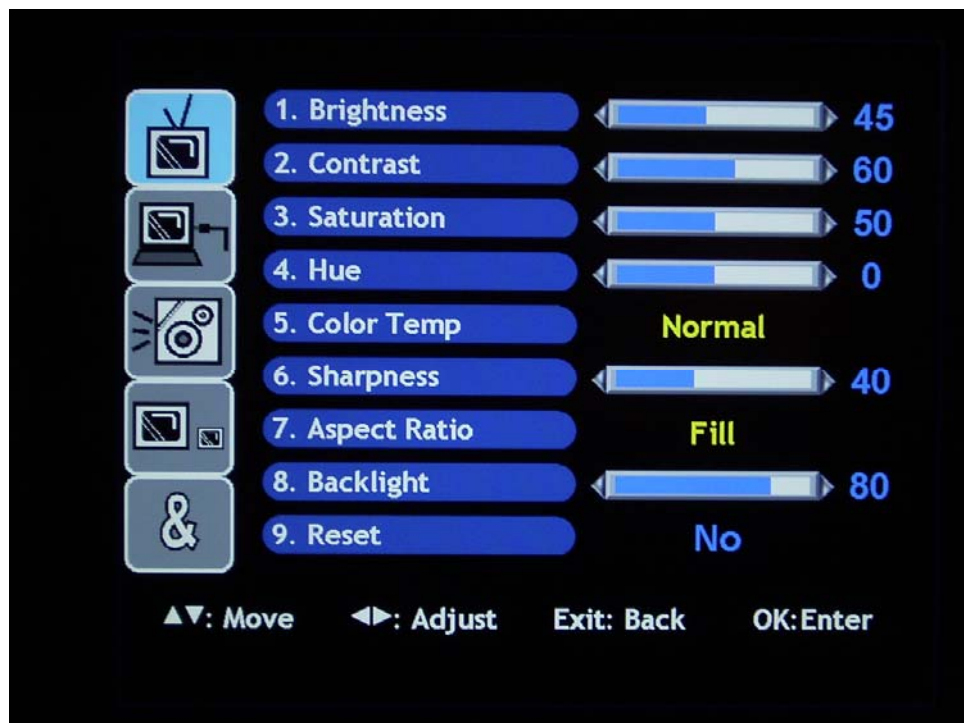 1. Brightness 45
2. Contrast 60
3. Saturation 50
4. Hue 0
5. Color Temp Normal
6. Sharpness 40
7. Aspect Ratio Fill
8. Backlight 80
&
9. Reset No
▲▼: Move ◀▶: Adjust Exit: Back OK:Enter